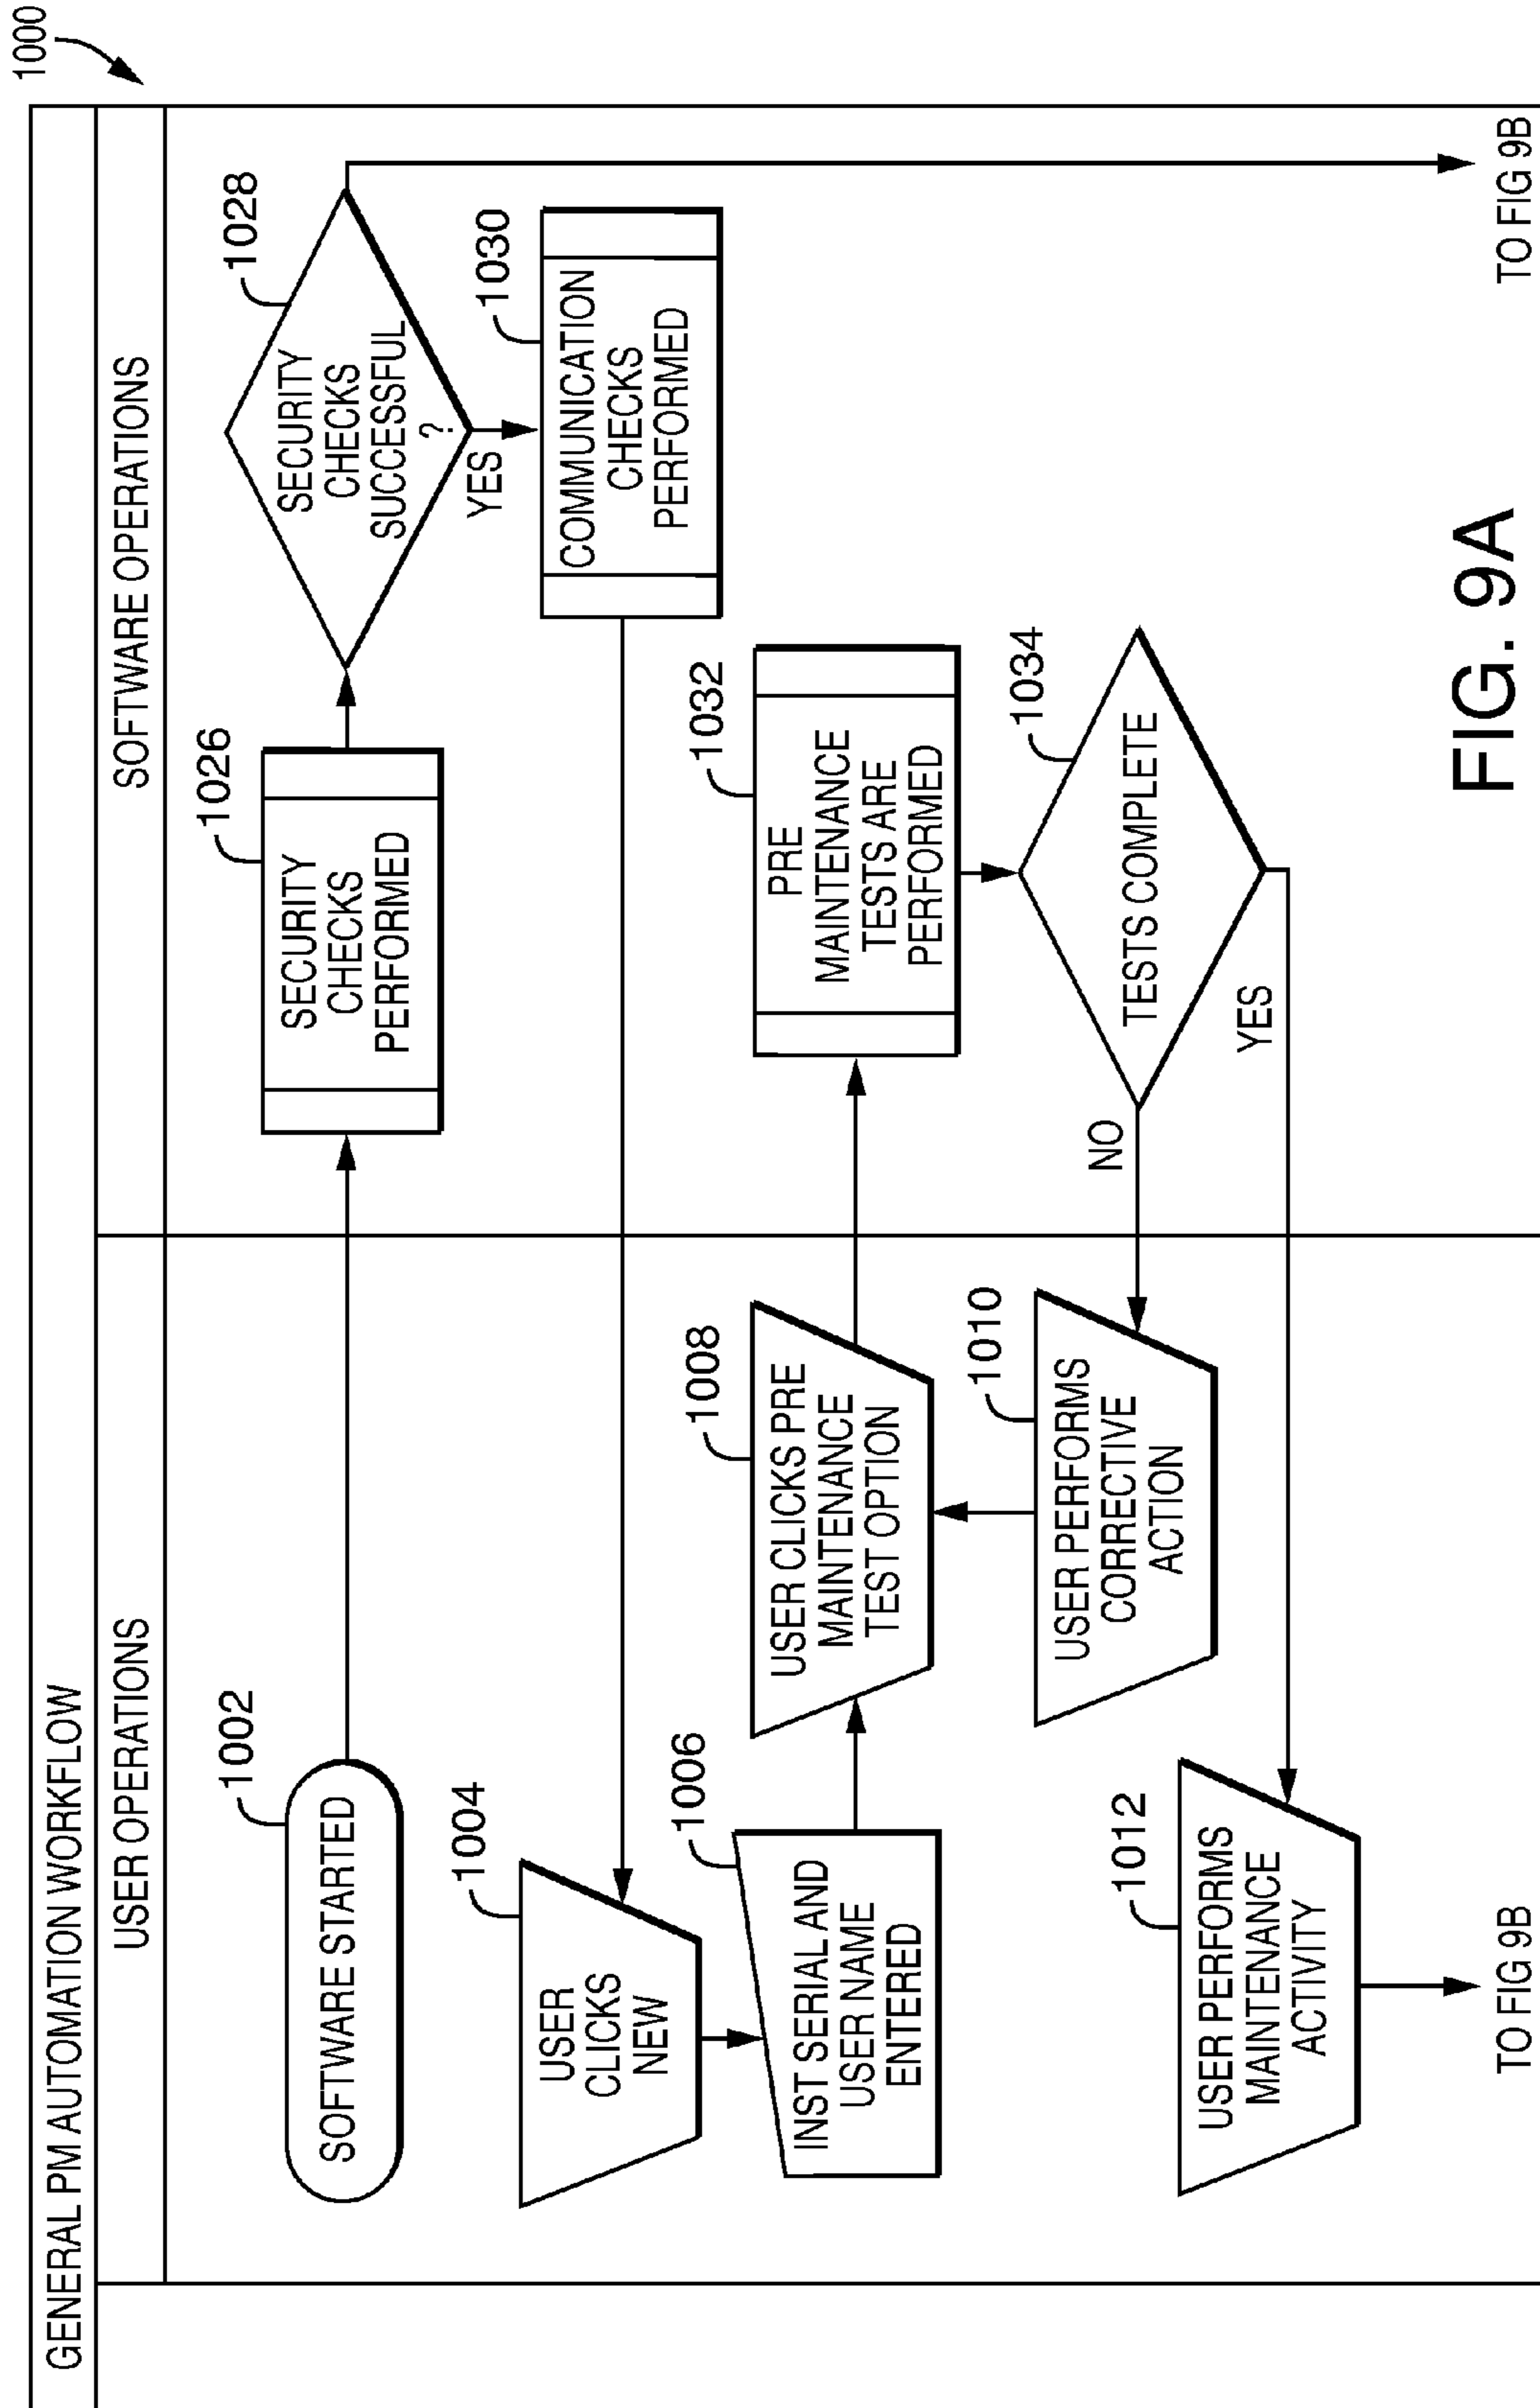 1000
GENERAL PM AUTOMATION WORKFLOW
USER OPERATIONS
SOFTWARE OPERATIONS
1002
SOFTWARE STARTED
1026
SECURITY
CHECKS
PERFORMED
1028
SECURITY
CHECKS
SUCCESSFUL
?
YES
1004
USER
CLICKS
NEW
1030
COMMUNICATION
CHECKS
PERFORMED
1006
INST SERIAL AND
USER NAME
ENTERED
1008
USER CLICKS PRE
MAINTENANCE
TEST OPTION
1032
PRE
MAINTENANCE
TESTS ARE
PERFORMED
1010
USER PERFORMS
CORRECTIVE
ACTION
NO
1034
TESTS COMPLETE
YES
1012
USER PERFORMS
MAINTENANCE
ACTIVITY
TO FIG 9B
TO FIG 9B
FIG. 9A